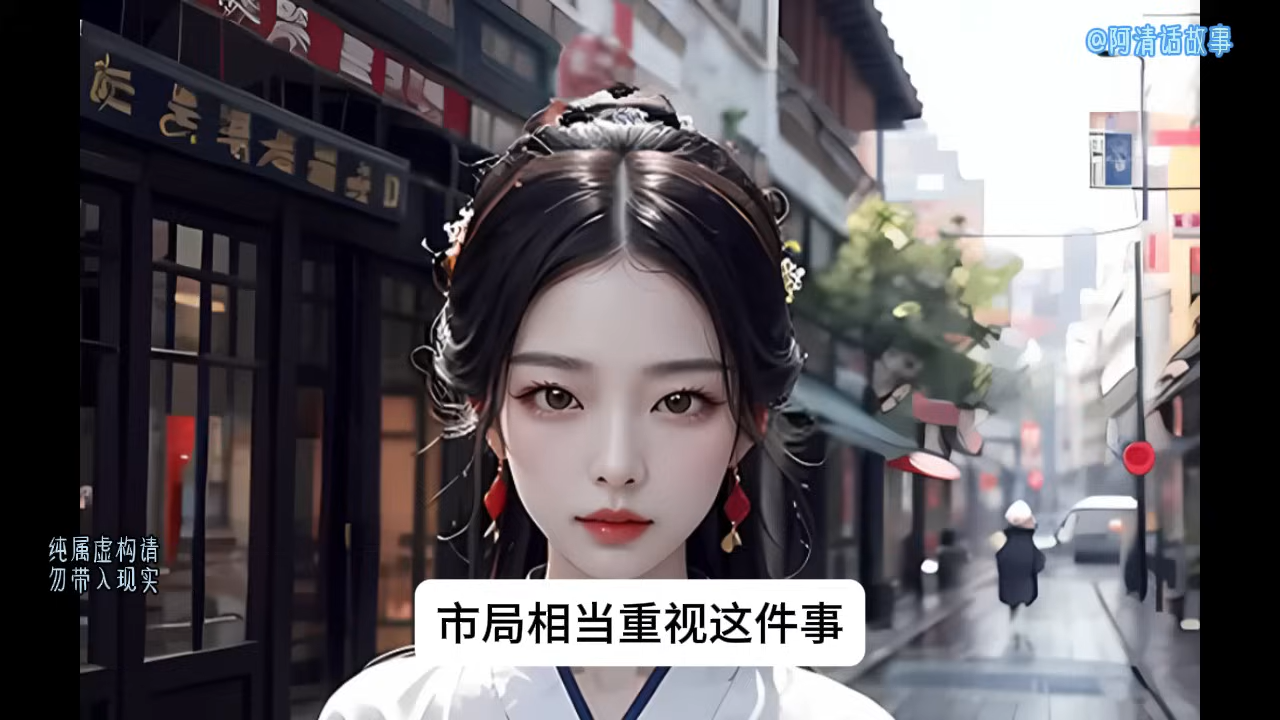 @阿清话故事
纯属虚构请
勿带入现实
市局相当重视这件事